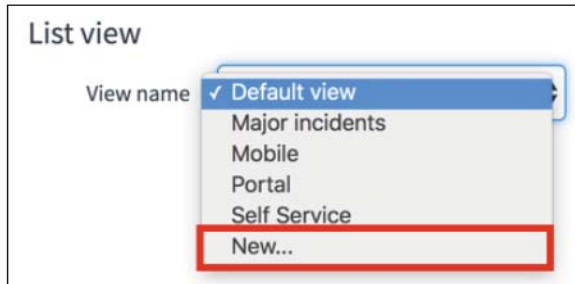 List view
View name ✓ Default view
Major incidents
Mobile
Portal
Self Service
New...